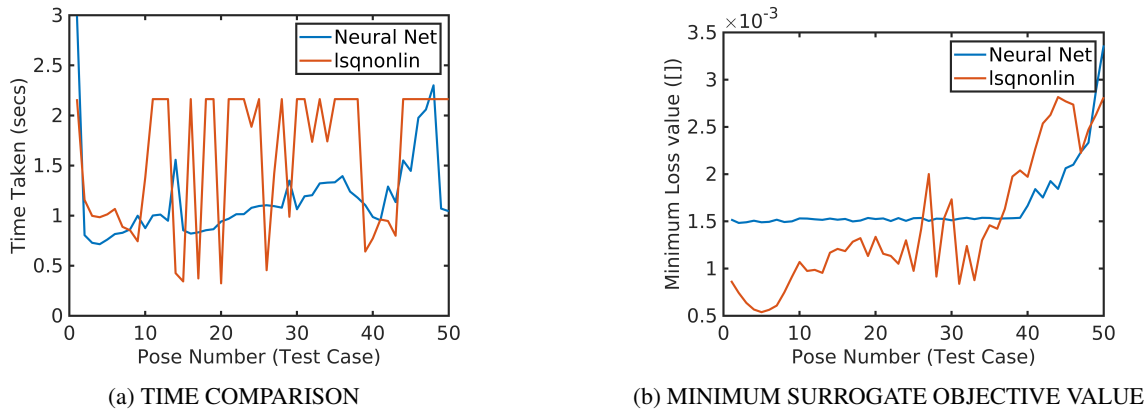 3
2.5
2
1.5
1
0.5
0
0 10 20 30 40 50
Time Taken (secs)
Pose Number (Test Case)
Neural Net
lsqnonlin
(a) TIME COMPARISON
×10⁻³
3.5
3
2.5
2
1.5
1
0.5
0 10 20 30 40 50
Minimum Loss value ([])
Pose Number (Test Case)
Neural Net
lsqnonlin
(b) MINIMUM SURROGATE OBJECTIVE VALUE